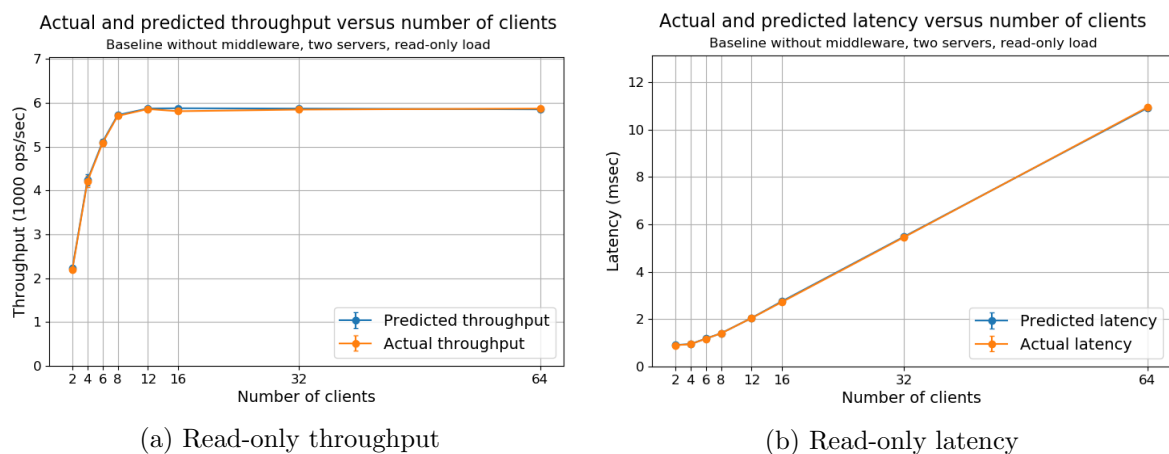 Actual and predicted throughput versus number of clients
Baseline without middleware, two servers, read-only load
Throughput (1000 ops/sec)
7
6
5
4
3
2
1
0
Predicted throughput
Actual throughput
2 4 6 8 12 16 32 64
Number of clients
(a) Read-only throughput
Actual and predicted latency versus number of clients
Baseline without middleware, two servers, read-only load
Latency (msec)
12
10
8
6
4
2
0
Predicted latency
Actual latency
2 4 6 8 12 16 32 64
Number of clients
(b) Read-only latency